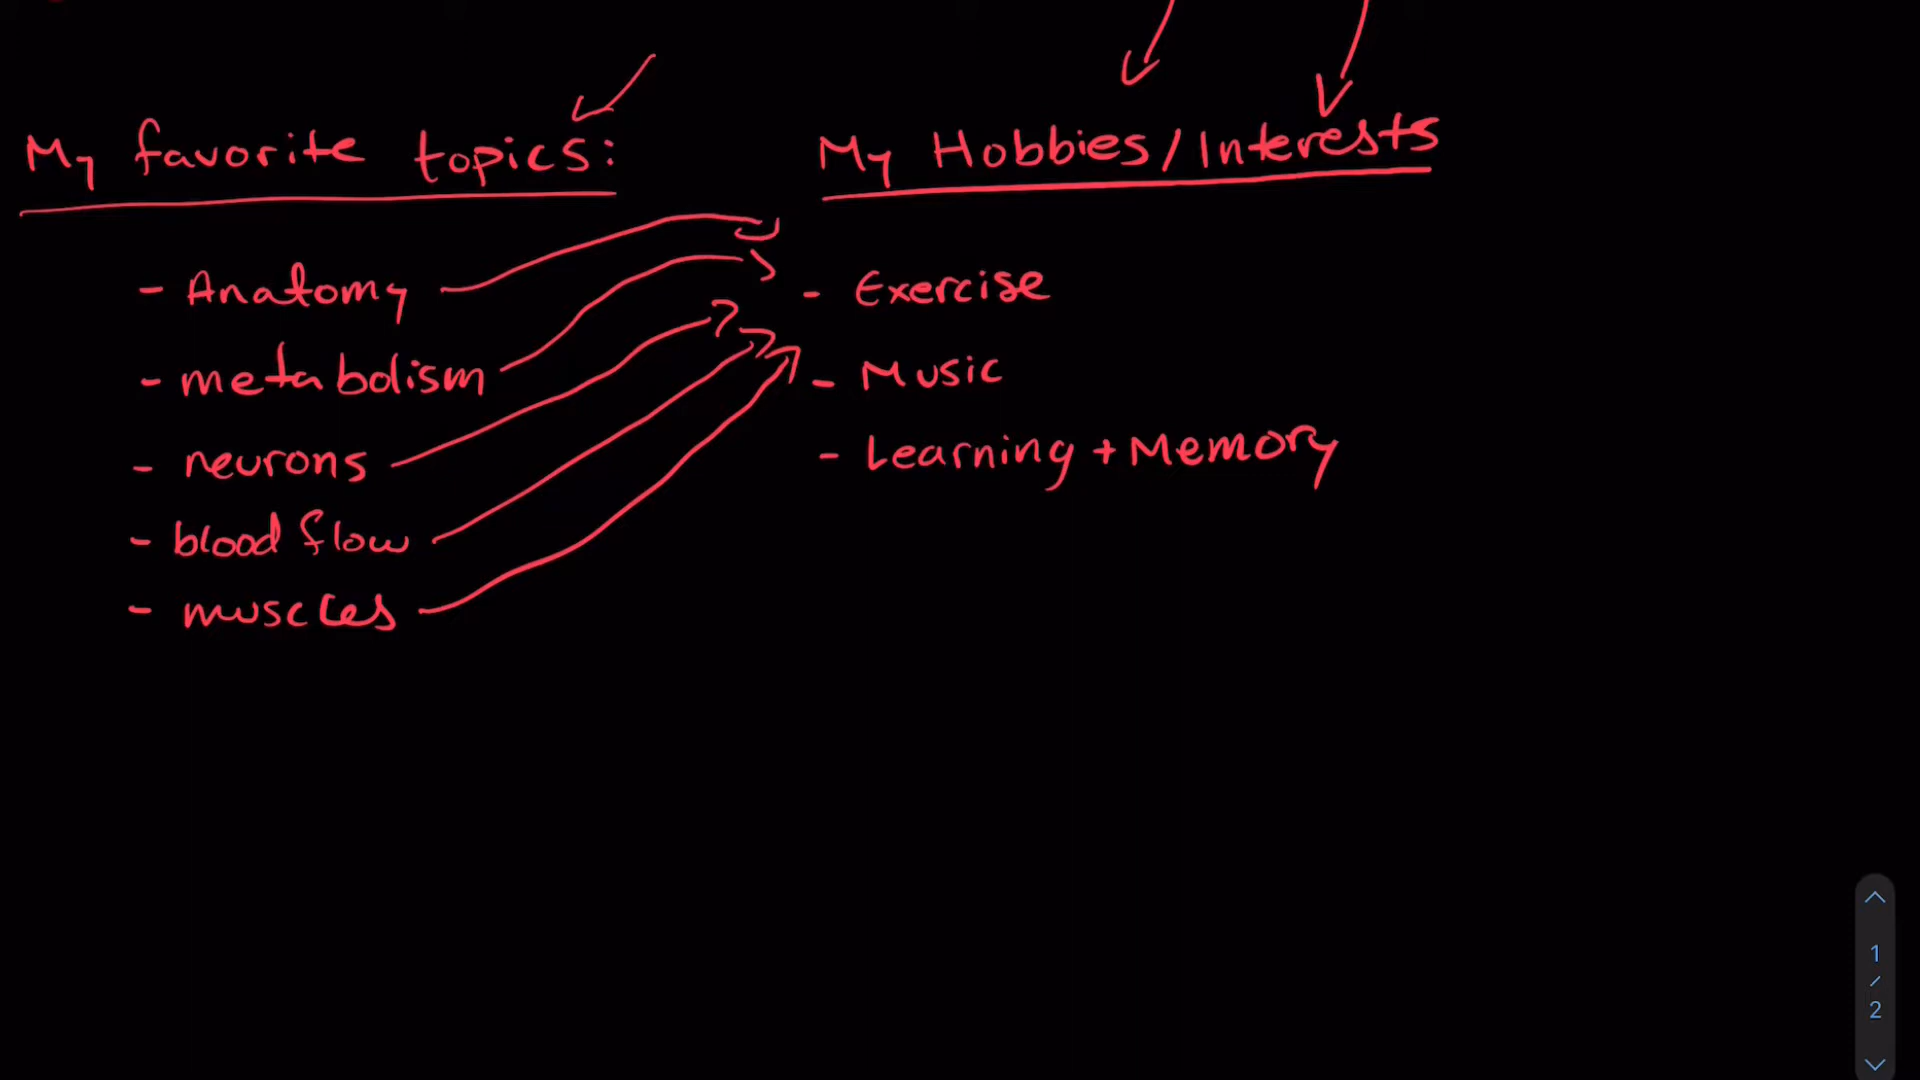 My favorite topics:
- Anatomy
- metabolism
- neurons
- blood flow
- muscles
My Hobbies/Interests
- Exercise
- Music
- Learning + Memory
1
/
2